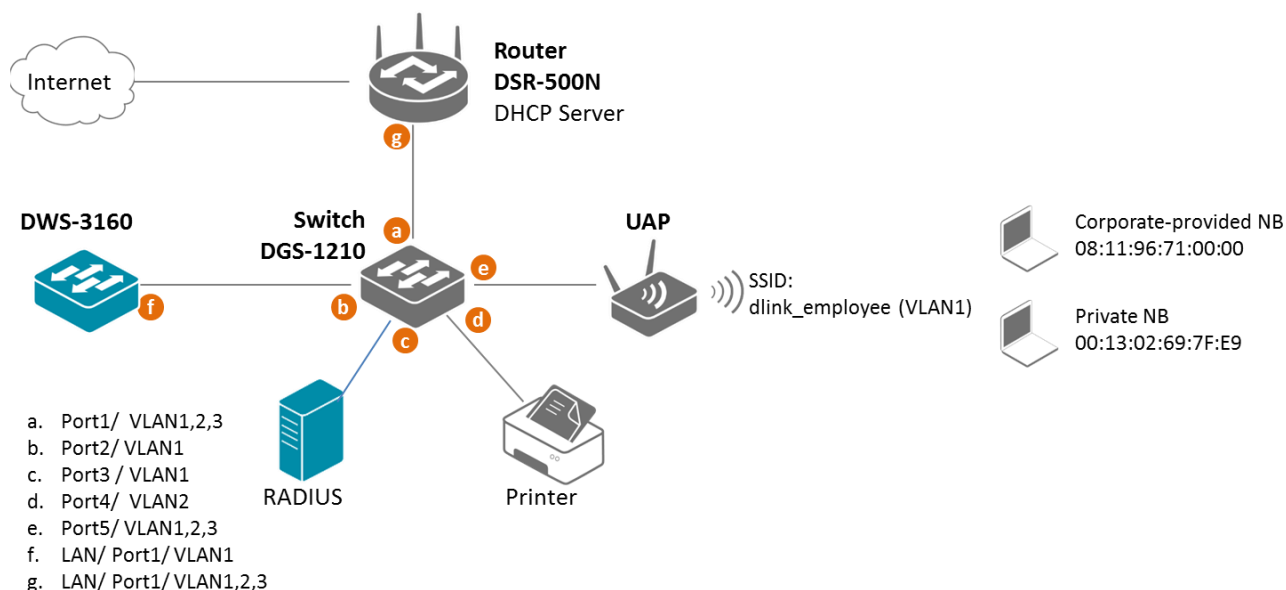 Internet
Router
DSR-500N
DHCP Server
g
DWS-3160
Switch
DGS-1210
UAP
a
e
f
b
d
c
SSID:
dlink_employee (VLAN1)
Corporate-provided NB
08:11:96:71:00:00
Private NB
00:13:02:69:7F:E9
RADIUS
Printer
a. Port1/ VLAN1,2,3
b. Port2/ VLAN1
c. Port3 / VLAN1
d. Port4/ VLAN2
e. Port5/ VLAN1,2,3
f. LAN/ Port1/ VLAN1
g. LAN/ Port1/ VLAN1,2,3